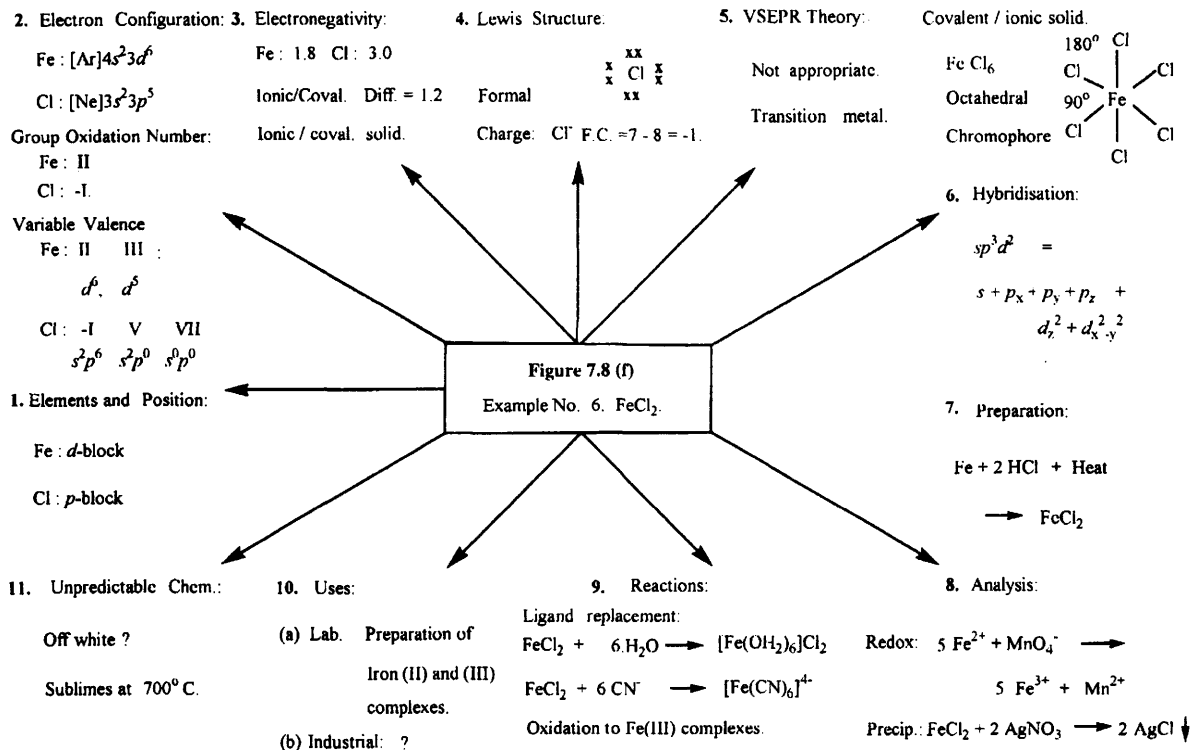 2. Electron Configuration:
Fe : [Ar]4s²3d⁶
Cl : [Ne]3s²3p⁵
Group Oxidation Number:
Fe : II
Cl : -I.
Variable Valence
Fe : II III :
d⁶, d⁵
Cl : -I V VII
s²p⁶ s²p⁰ s⁰p⁰
1. Elements and Position:
Fe : d-block
Cl : p-block
3. Electronegativity:
Fe : 1.8 Cl : 3.0
Ionic/Coval. Diff. = 1.2
Ionic / coval. solid.
4. Lewis Structure:
xx
x Cl x
x x
xx
Formal
Charge: Cl⁻ F.C. =7 - 8 = -1.
5. VSEPR Theory:
Not appropriate.
Transition metal.
Covalent / ionic solid.
Fe Cl₆
Octahedral
Chromophore
180° Cl
Cl Cl
90° Fe
Cl Cl
Cl
6. Hybridisation:
sp³d² =
s + pₓ + p_y + p_z +
d_z² + d_x²-y²
Figure 7.8 (f)
Example No. 6. FeCl₂.
7. Preparation:
Fe + 2 HCl + Heat
→ FeCl₂
11. Unpredictable Chem.:
Off white ?
Sublimes at 700° C.
10. Uses:
(a) Lab. Preparation of
Iron (II) and (III)
complexes.
(b) Industrial: ?
9. Reactions:
Ligand replacement:
FeCl₂ + 6.H₂O → [Fe(OH₂)₆]Cl₂
FeCl₂ + 6 CN⁻ → [Fe(CN)₆]⁴⁻
Oxidation to Fe(III) complexes.
8. Analysis:
Redox: 5 Fe²⁺ + MnO₄⁻ →
5 Fe³⁺ + Mn²⁺
Precip.: FeCl₂ + 2 AgNO₃ → 2 AgCl ↓